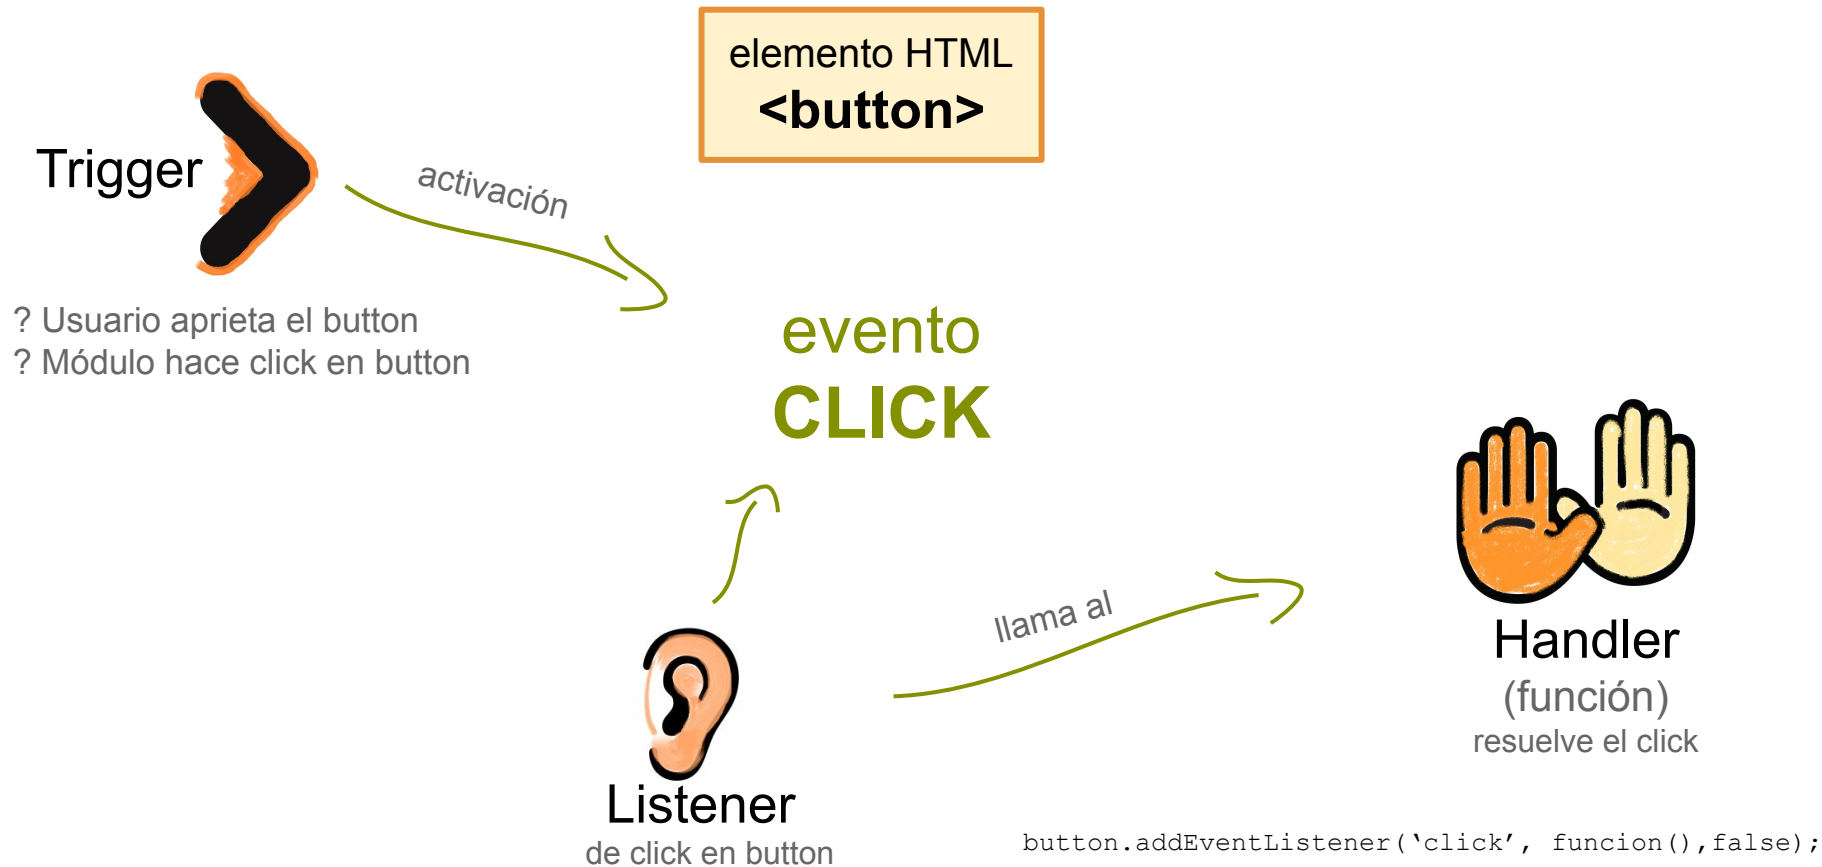 elemento HTML
<button>
Trigger
activación
? Usuario aprieta el button
? Módulo hace click en button
evento
CLICK
llama al
Handler
(función)
resuelve el click
Listener
de click en button
button.addEventListener(‘click’, funcion(),false);